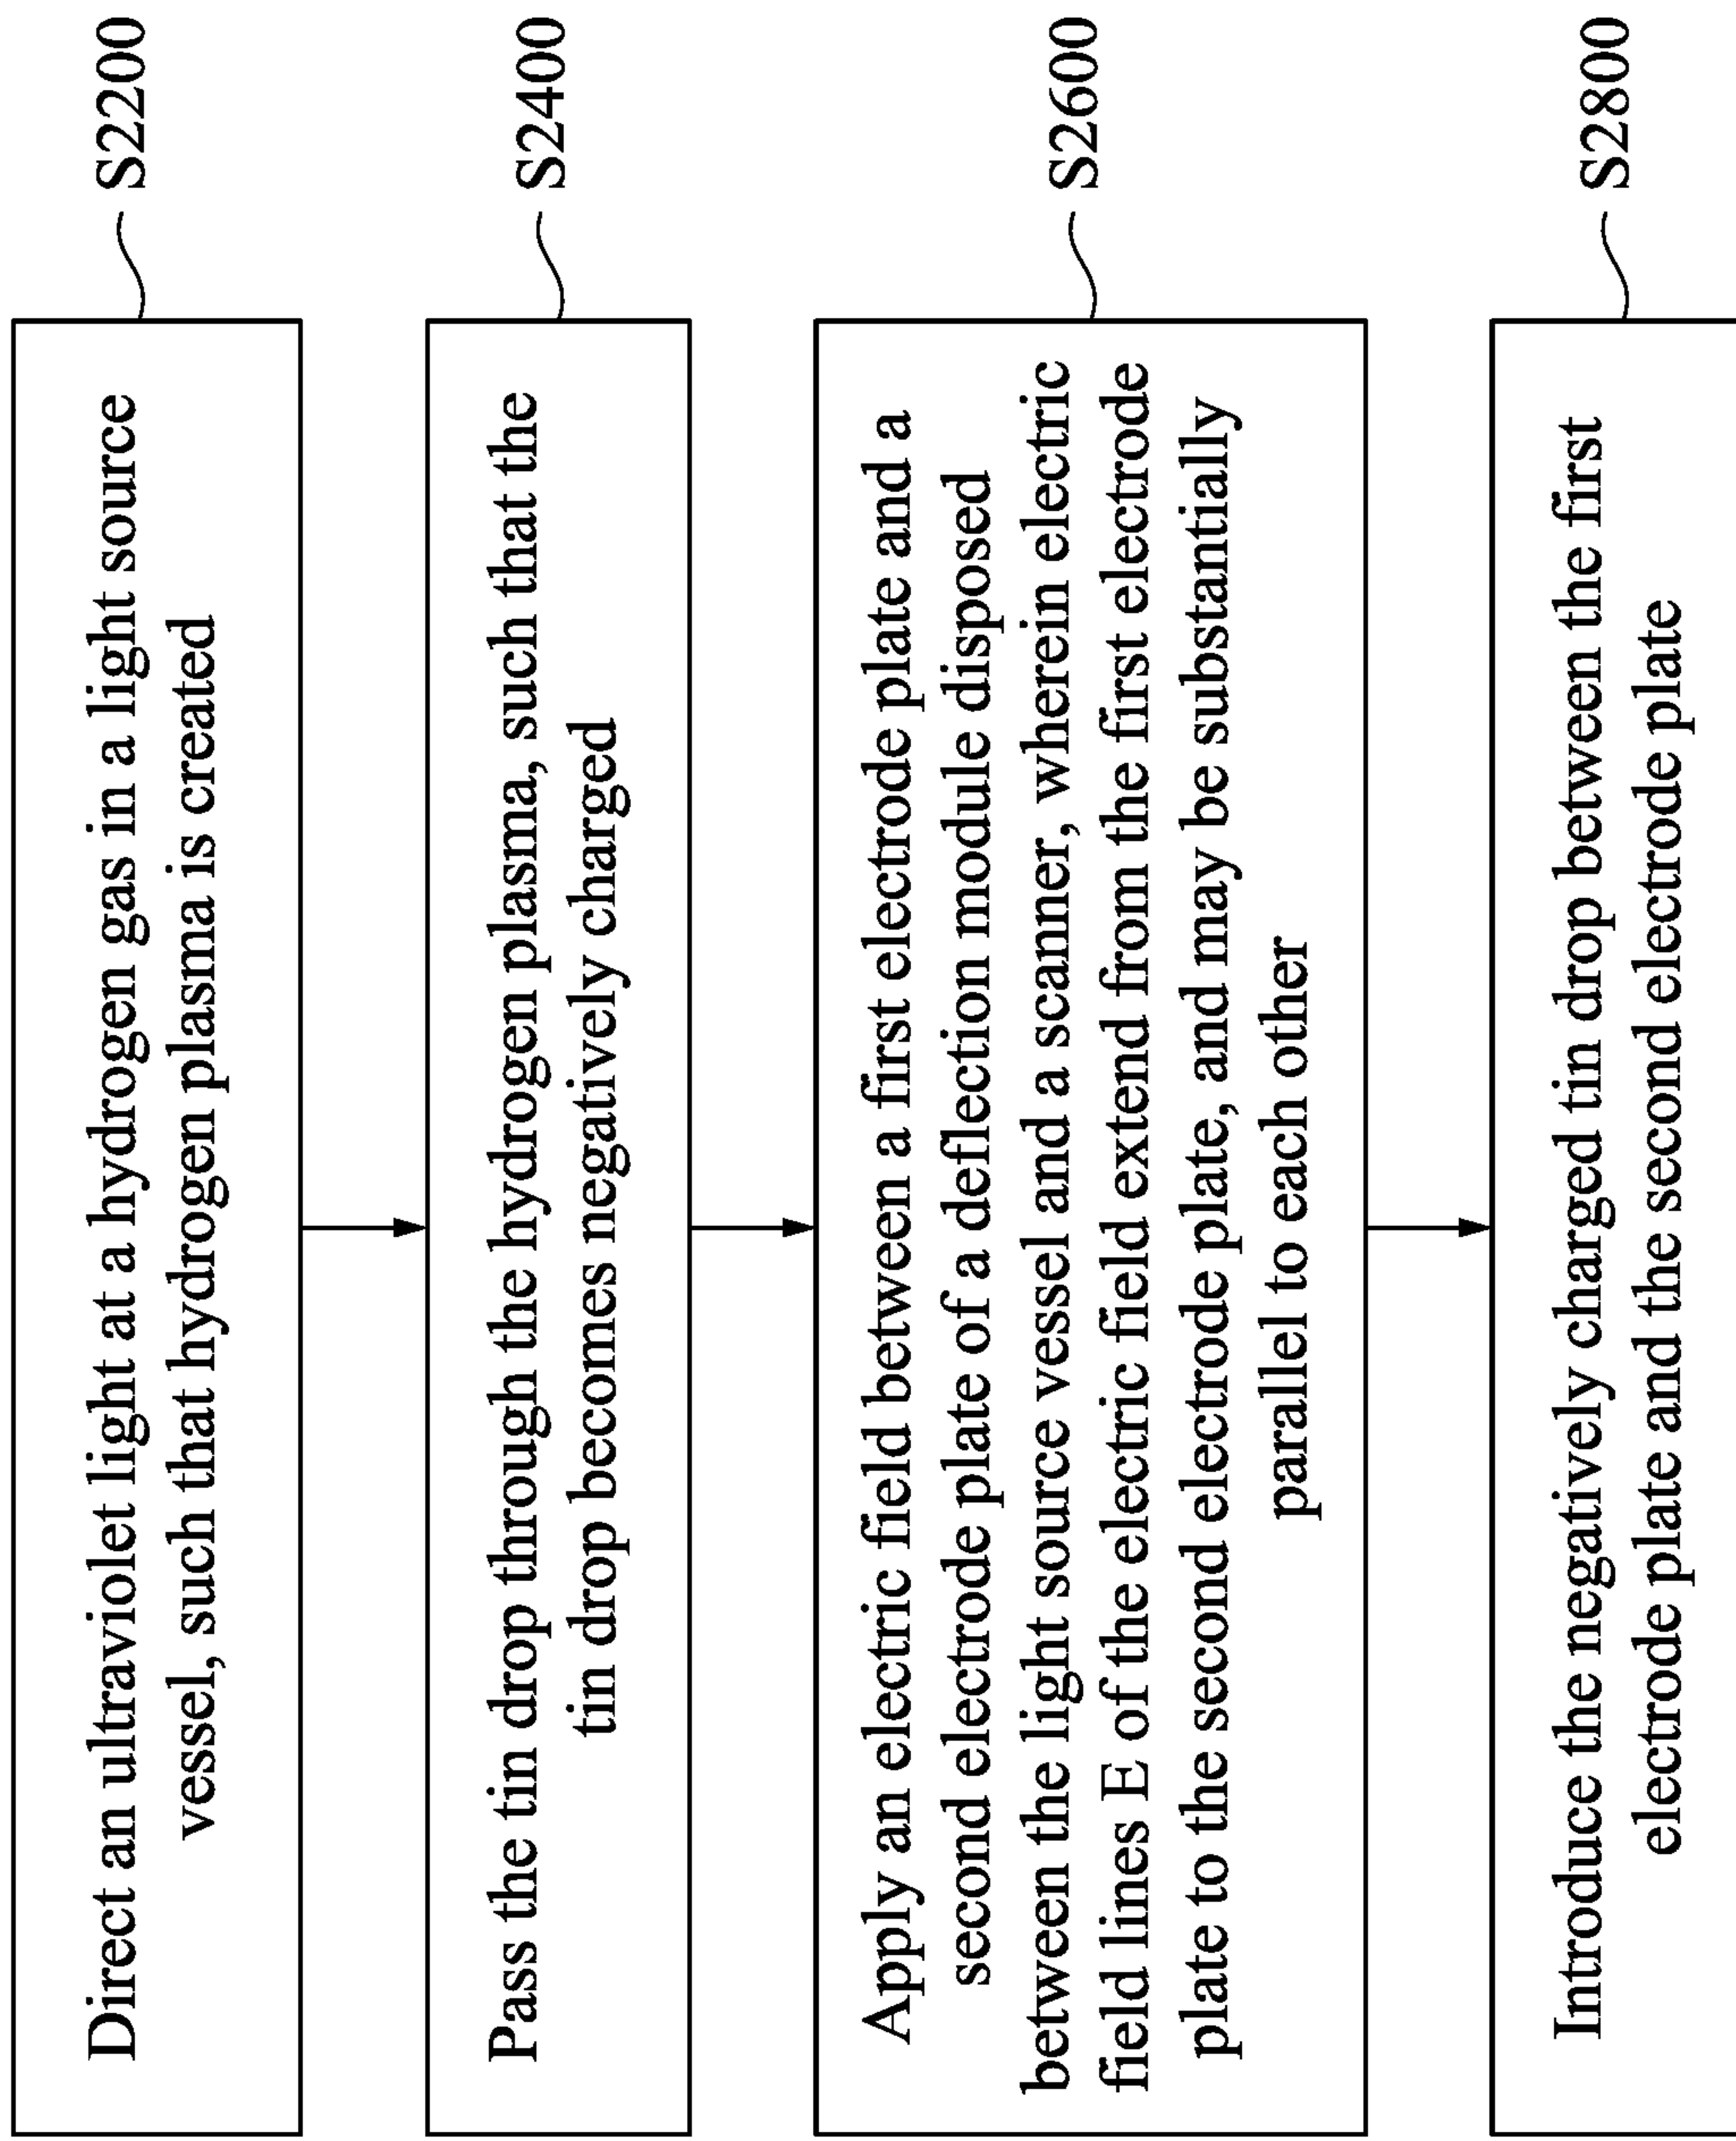 Direct an ultraviolet light at a hydrogen gas in a light source
vessel, such that hydrogen plasma is created
S2200
Pass the tin drop through the hydrogen plasma, such that the
tin drop becomes negatively charged
S2400
Apply an electric field between a first electrode plate and a
second electrode plate of a deflection module disposed
between the light source vessel and a scanner, wherein electric
field lines E of the electric field extend from the first electrode
plate to the second electrode plate, and may be substantially
parallel to each other
S2600
Introduce the negatively charged tin drop between the first
electrode plate and the second electrode plate
S2800